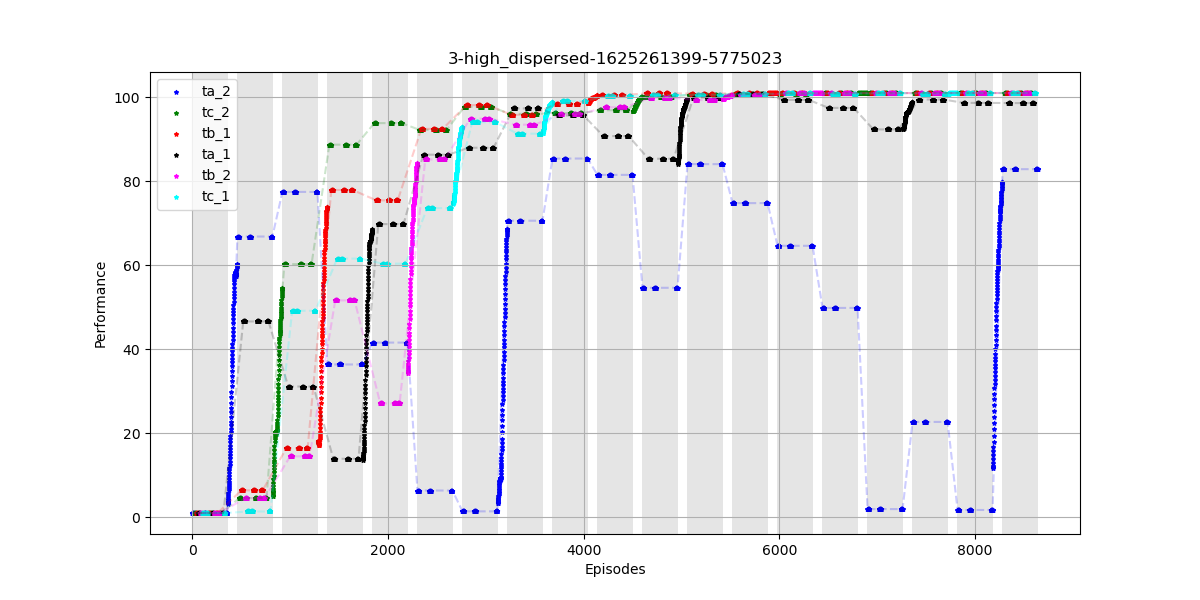 3-high_dispersed-1625261399-5775023
100
80
60
40
20
0
Performance
ta_2
tc_2
tb_1
ta_1
tb_2
tc_1
0 2000 4000 6000 8000
Episodes